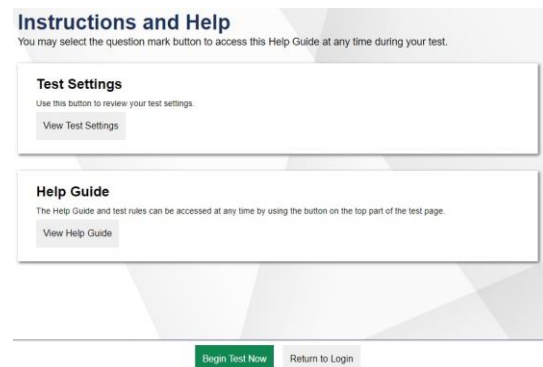 Instructions and Help
You may select the question mark button to access this Help Guide at any time during your test.
Test Settings
Use this button to review your test settings.
View Test Settings
Help Guide
The Help Guide and test rules can be accessed at any time by using the button on the top part of the test page.
View Help Guide
Begin Test Now
Return to Login